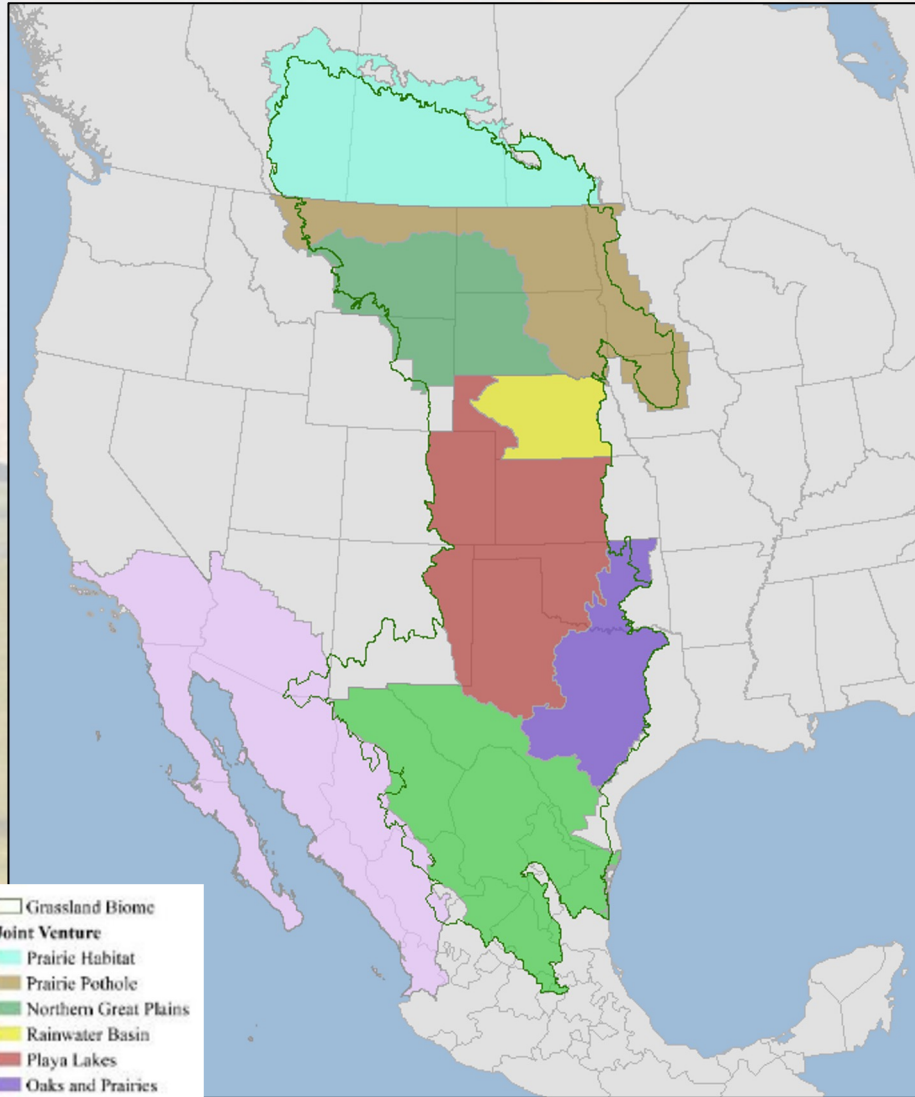 Grassland Biome
Joint Venture
Prairie Habitat
Prairie Pothole
Northern Great Plains
Rainwater Basin
Playa Lakes
Oaks and Prairies